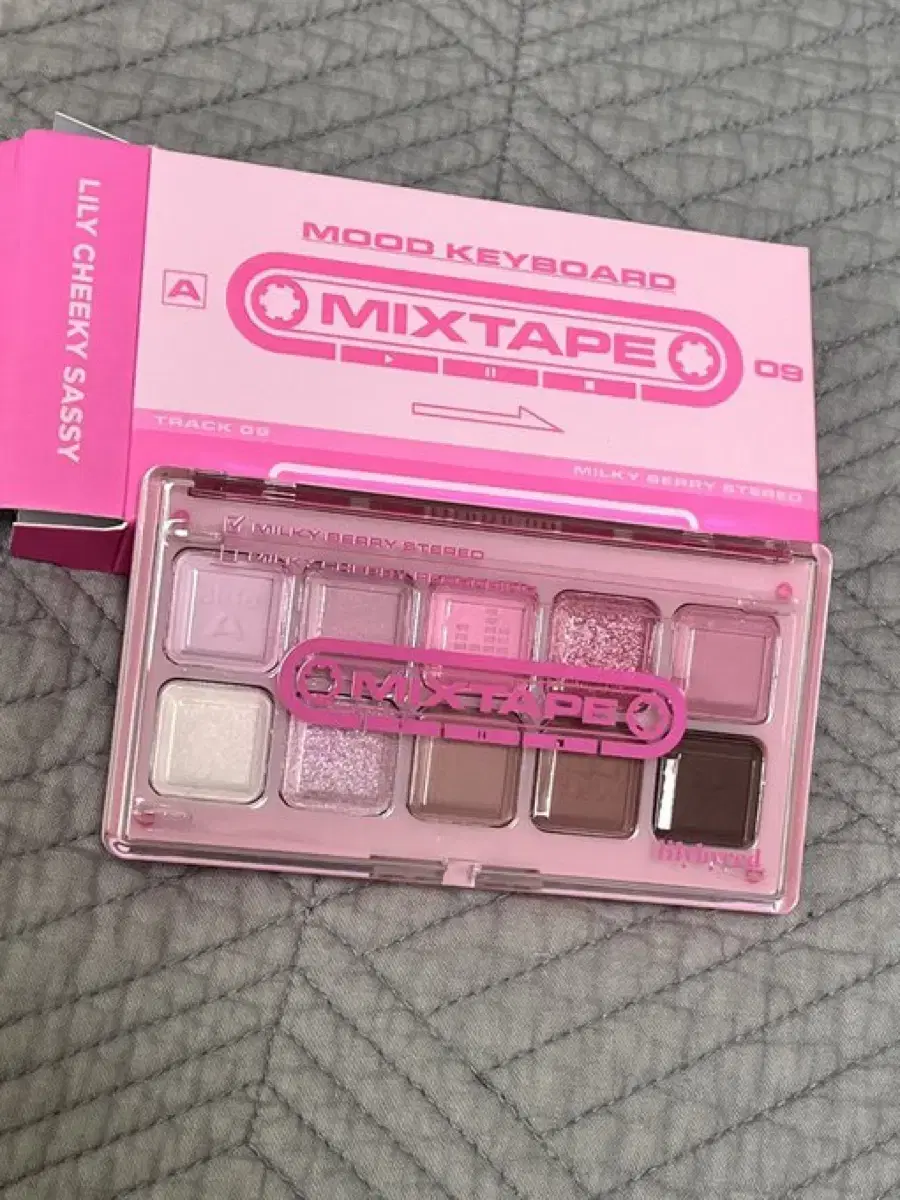 LILY CHEEKY SASSY
MOOD KEYBOARD
A
MIXTAPE
09
TRACK 09
MILKY BERRY STEREO
MILKY BERRY STEREO
MIXTAPE
lilybyred